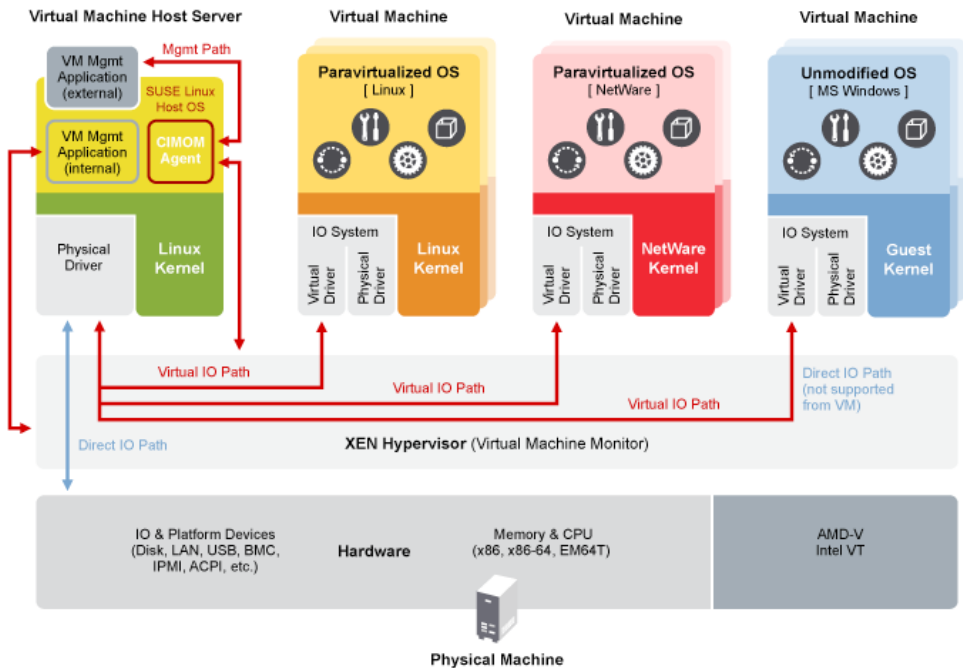 Virtual Machine Host Server
Virtual Machine
Virtual Machine
Virtual Machine
VM Mgmt
Application
(external)
Mgmt Path
SUSE Linux
Host OS
VM Mgmt
Application
(internal)
CIMOM
Agent
Physical
Driver
Linux
Kernel
Paravirtualized OS
[ Linux ]
IO System
Virtual
Driver
Physical
Driver
Linux
Kernel
Paravirtualized OS
[ NetWare ]
IO System
Virtual
Driver
Physical
Driver
NetWare
Kernel
Unmodified OS
[ MS Windows ]
IO System
Virtual
Driver
Physical
Driver
Guest
Kernel
Virtual IO Path
Virtual IO Path
Virtual IO Path
Direct IO Path
(not supported
from VM)
Direct IO Path
XEN Hypervisor (Virtual Machine Monitor)
IO & Platform Devices
(Disk, LAN, USB, BMC,
IPMI, ACPI, etc.)
Hardware
Memory & CPU
(x86, x86-64, EM64T)
AMD-V
Intel VT
Physical Machine